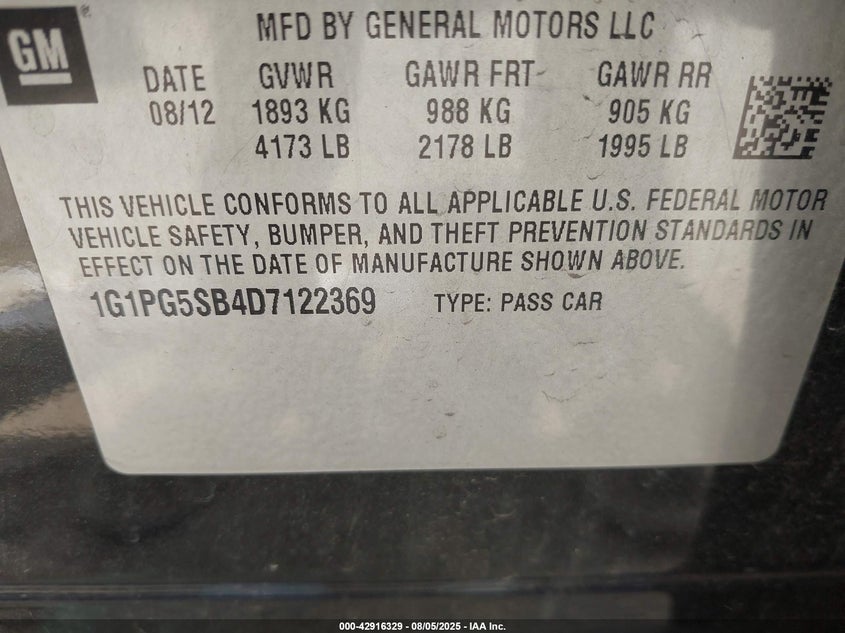 GM
MFD BY GENERAL MOTORS LLC
DATE GVWR GAWR FRT GAWR RR
08/12 1893 KG 988 KG 905 KG
4173 LB 2178 LB 1995 LB
THIS VEHICLE CONFORMS TO ALL APPLICABLE U.S. FEDERAL MOTOR
VEHICLE SAFETY, BUMPER, AND THEFT PREVENTION STANDARDS IN
EFFECT ON THE DATE OF MANUFACTURE SHOWN ABOVE.
1G1PG5SB4D7122369 TYPE: PASS CAR
000-42916329 - 08/05/2025 - IAA Inc.